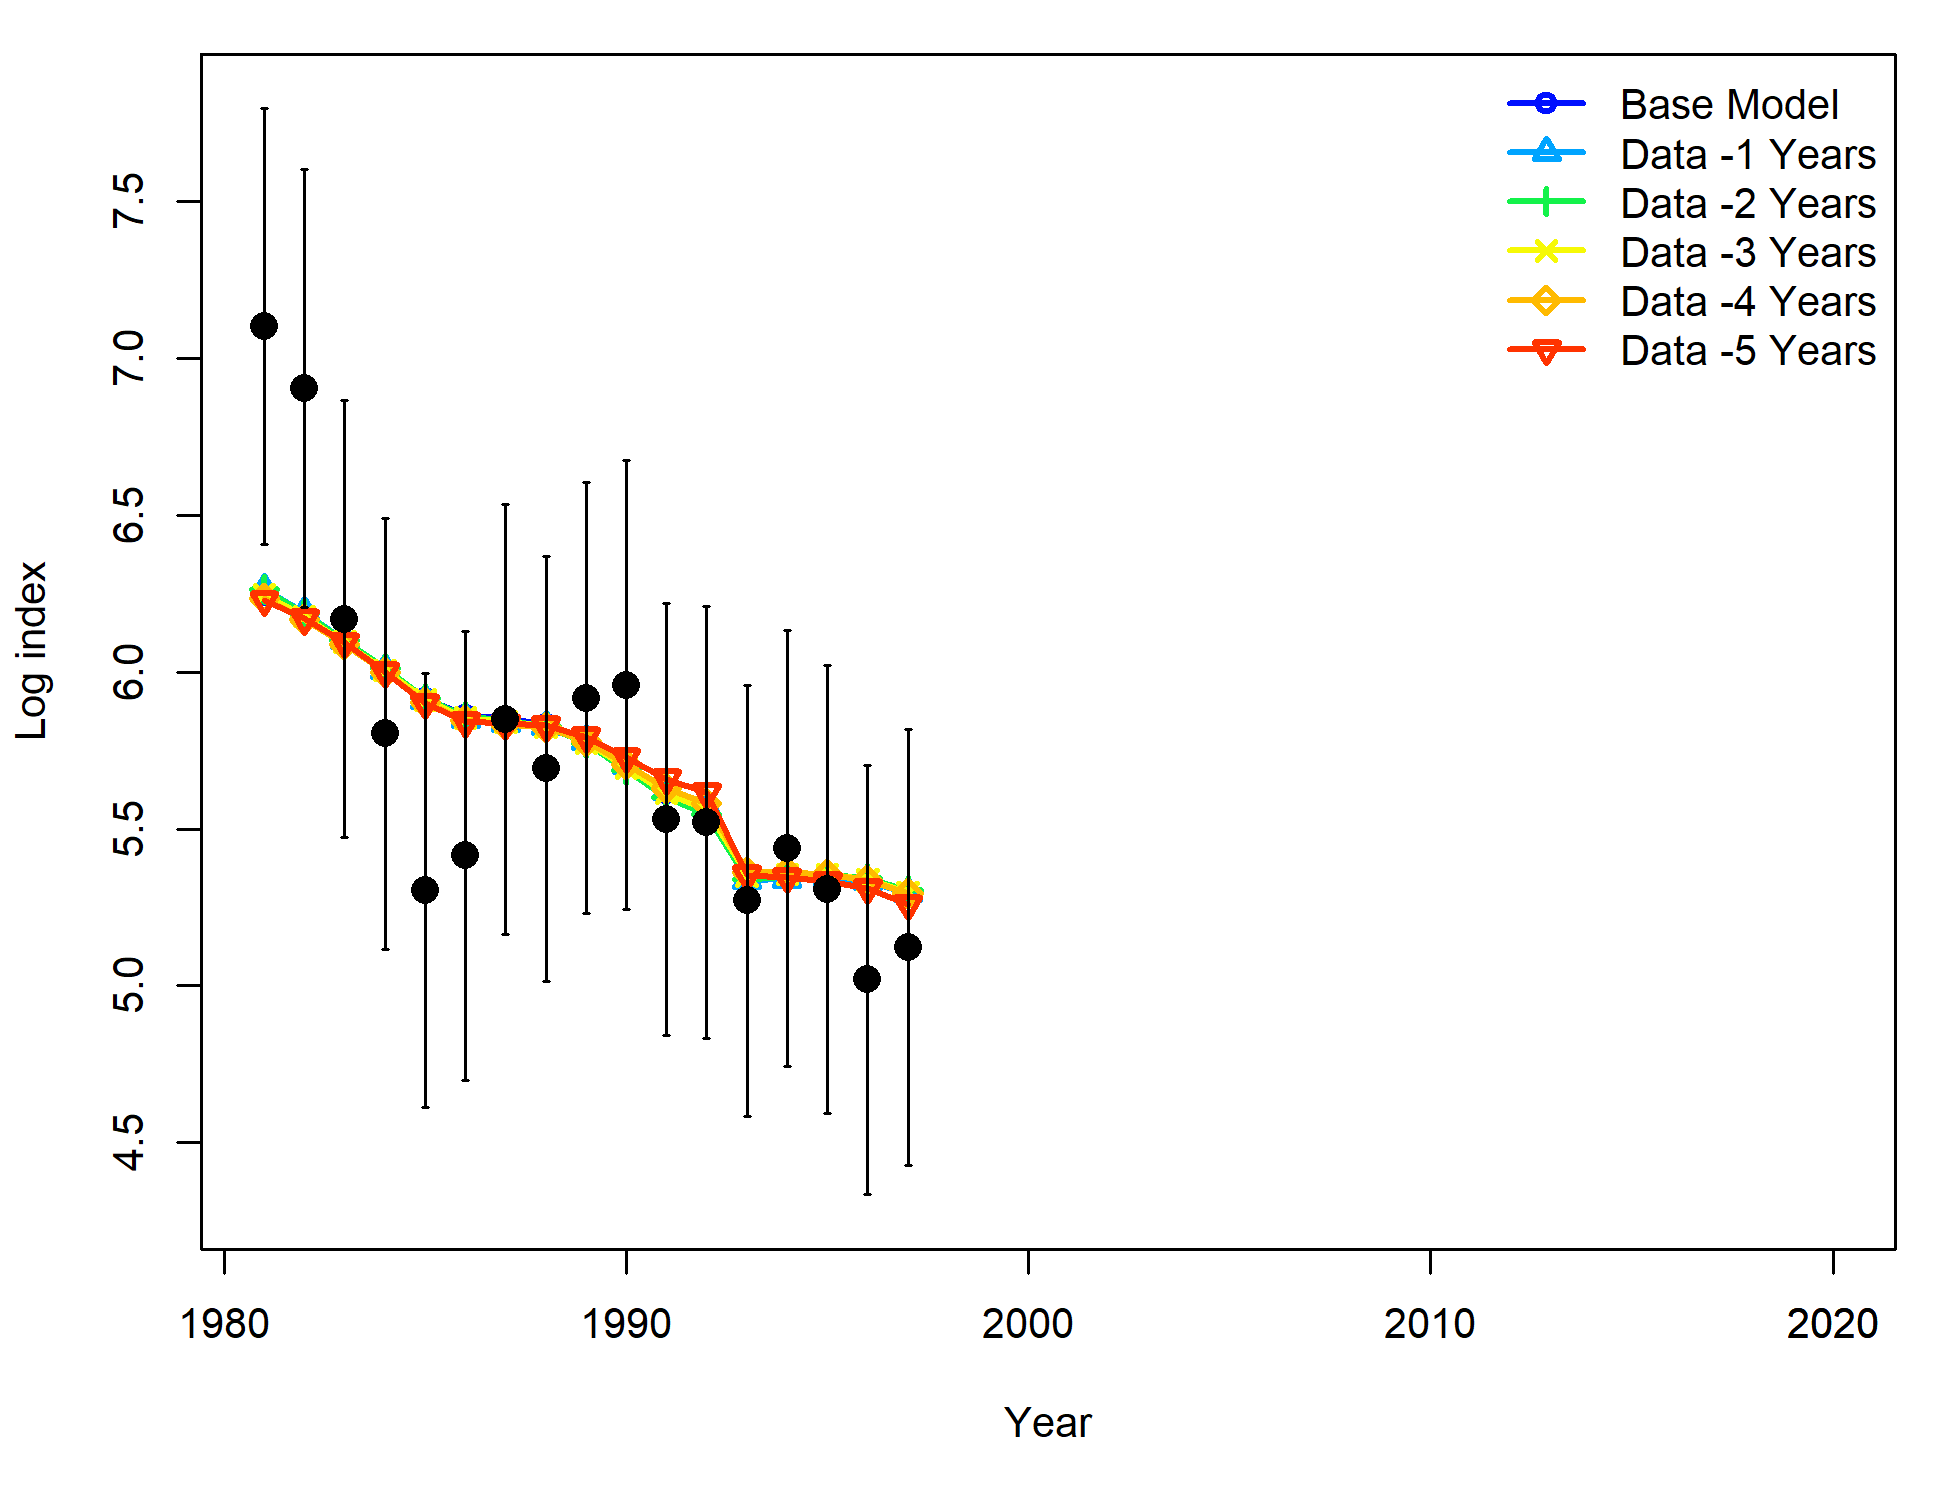 Base Model
Data -1 Years
Data -2 Years
Data -3 Years
Data -4 Years
Data -5 Years
7.5
7.0
6.5
6.0
5.5
5.0
4.5
Log index
1980 1990 2000 2010 2020
Year